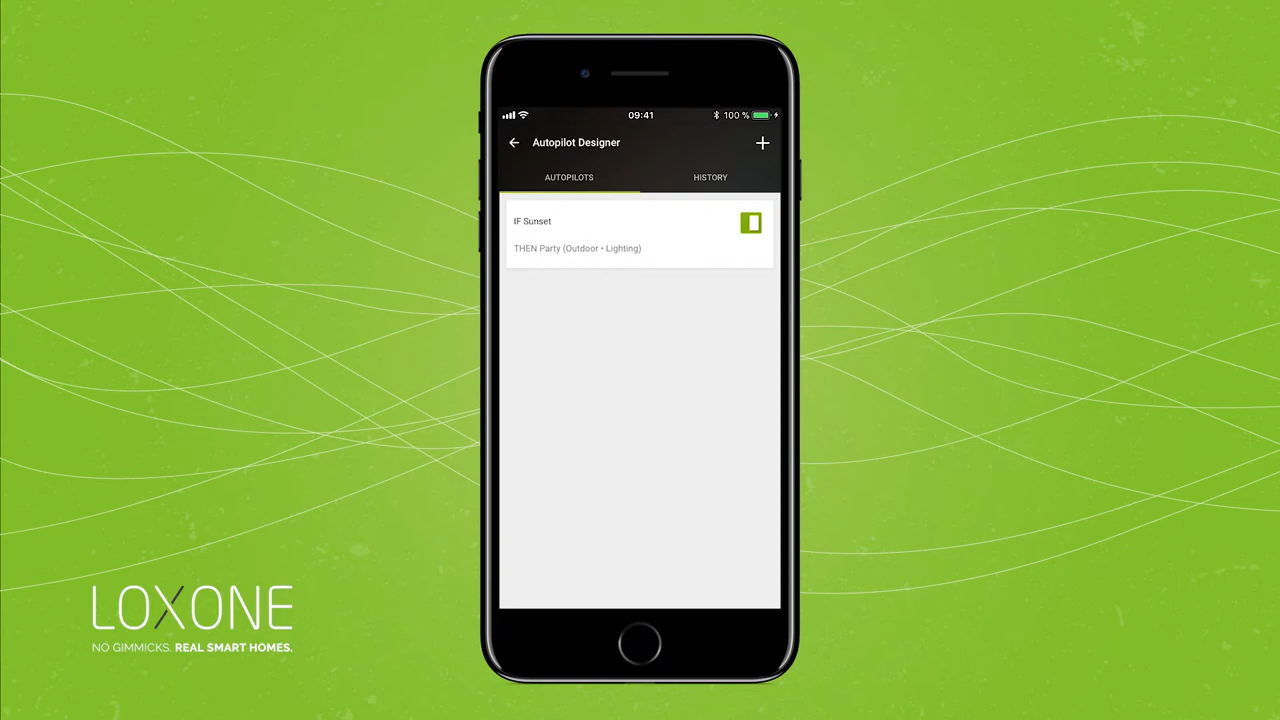 09:41
100 %
Autopilot Designer
AUTOPILOTS
HISTORY
IF Sunset
THEN Party (Outdoor • Lighting)
LOXONE
NO GIMMICKS. REAL SMART HOMES.